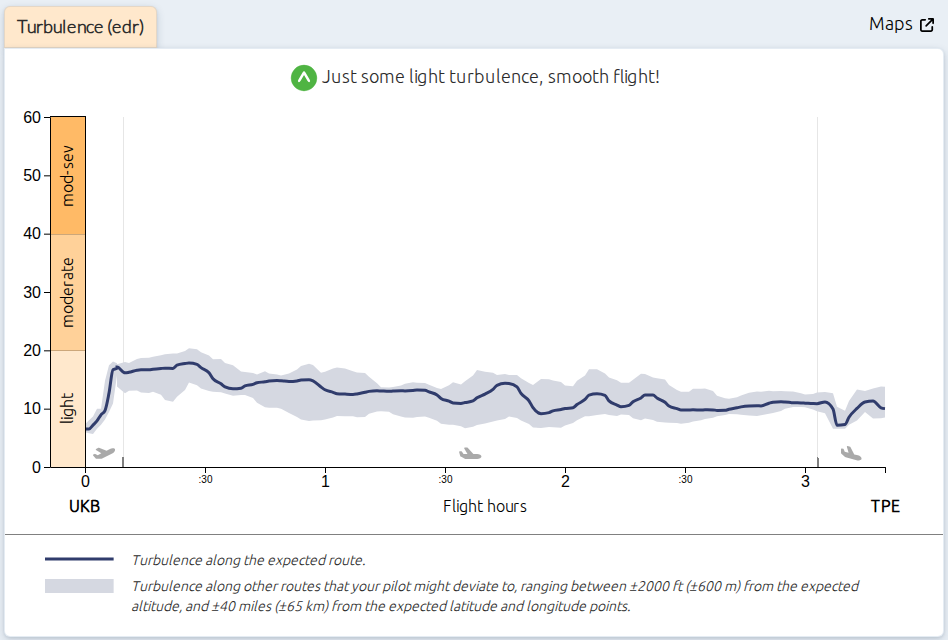 Turbulence (edr)
Maps
Just some light turbulence, smooth flight!
60
50
40
30
20
10
0
mod-sev
moderate
light
0 :30 1 :30 2 :30 3
UKB Flight hours TPE
Turbulence along the expected route.
Turbulence along other routes that your pilot might deviate to, ranging between ±2000 ft (±600 m) from the expected
altitude, and ±40 miles (±65 km) from the expected latitude and longitude points.